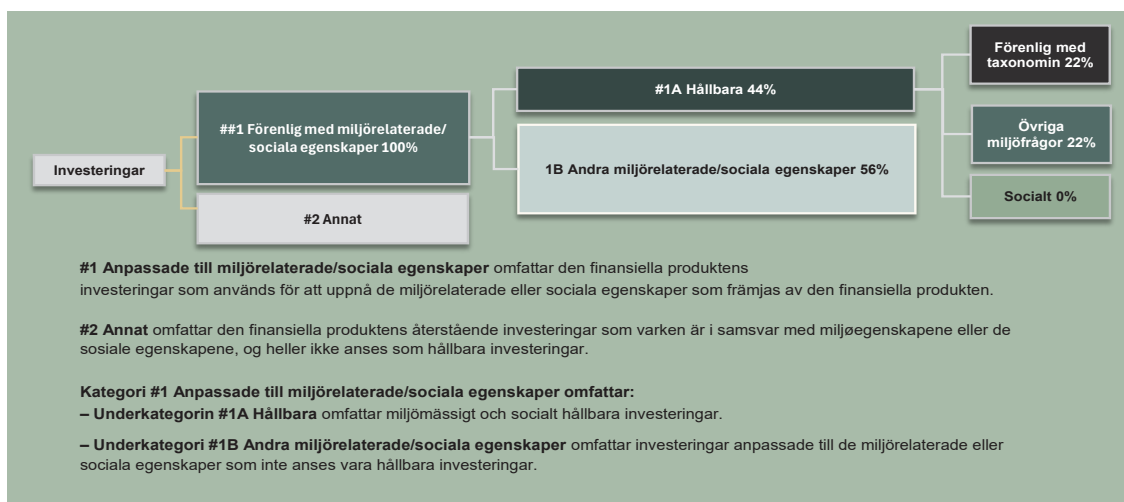 Investeringar
##1 Förenlig med miljörelaterade/
sociala egenskaper 100%
#2 Annat
#1A Hållbara 44%
1B Andra miljörelaterade/sociala egenskaper 56%
Förenlig med
taxonomin 22%
Övriga
miljöfrågor 22%
Socialt 0%
#1 Anpassade till miljörelaterade/sociala egenskaper omfattar den finansiella produktens
investeringar som används för att uppnå de miljörelaterade eller sociala egenskaper som främjas av den finansiella produkten.
#2 Annat omfattar den finansiella produktens återstående investeringar som varken är i samsvar med miljøegenskapene eller de
sosiale egenskapene, og heller ikke anses som hållbara investeringar.
Kategori #1 Anpassade till miljörelaterade/sociala egenskaper omfattar:
– Underkategorin #1A Hållbara omfattar miljömässigt och socialt hållbara investeringar.
– Underkategori #1B Andra miljörelaterade/sociala egenskaper omfattar investeringar anpassade till de miljörelaterade eller
sociala egenskaper som inte anses vara hållbara investeringar.